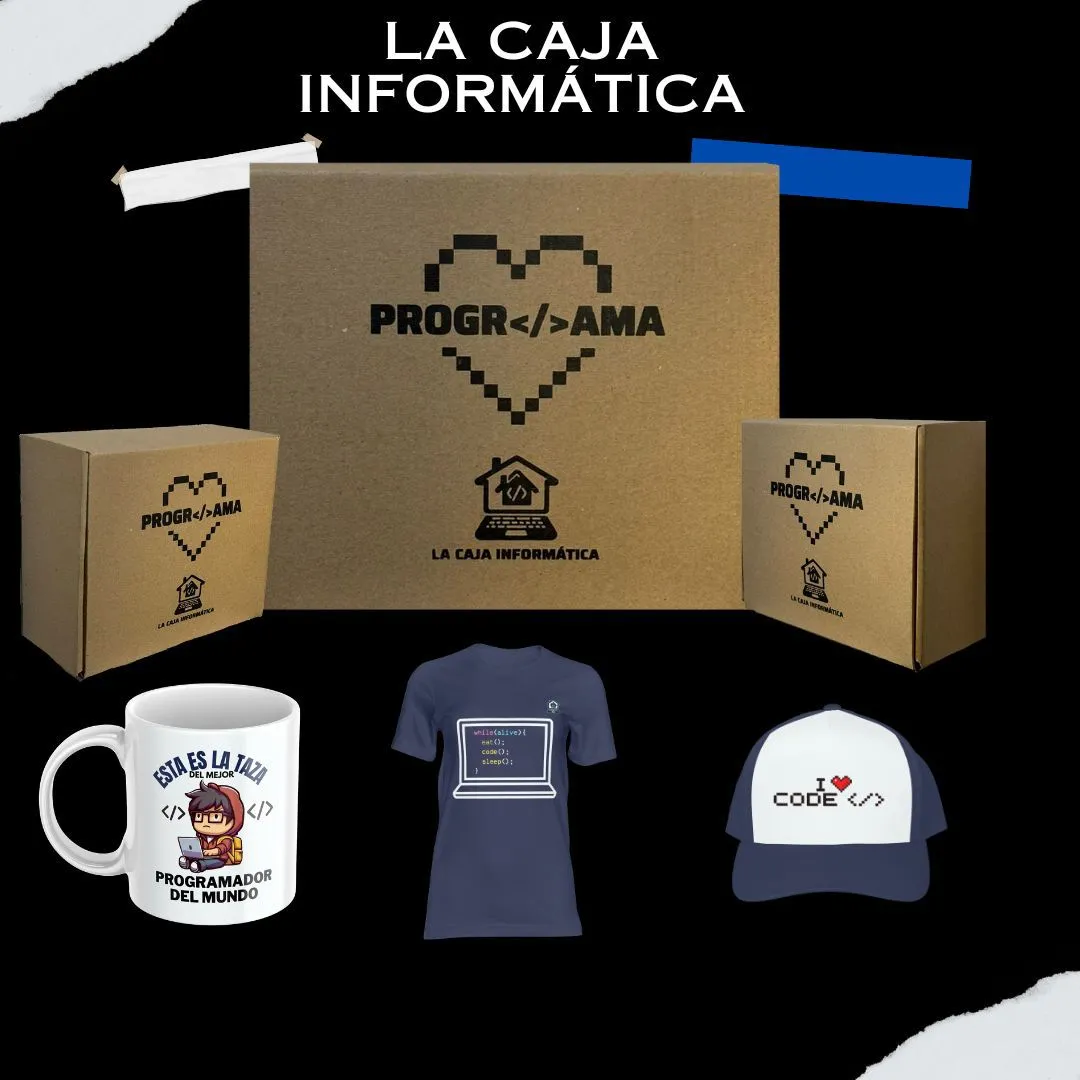 LA CAJA
INFORMÁTICA
PROGR</>AMA
</>
LA CAJA INFORMÁTICA
PROGR</>AMA
</>
LA CAJA INFORMÁTICA
PROGR</>AMA
</>
LA CAJA INFORMÁTICA
ESTA ES LA TAZA
DEL MEJOR
</> </>
PROGRAMADOR
DEL MUNDO
while(alive){
eat();
code();
sleep();
}
I
CODE </>